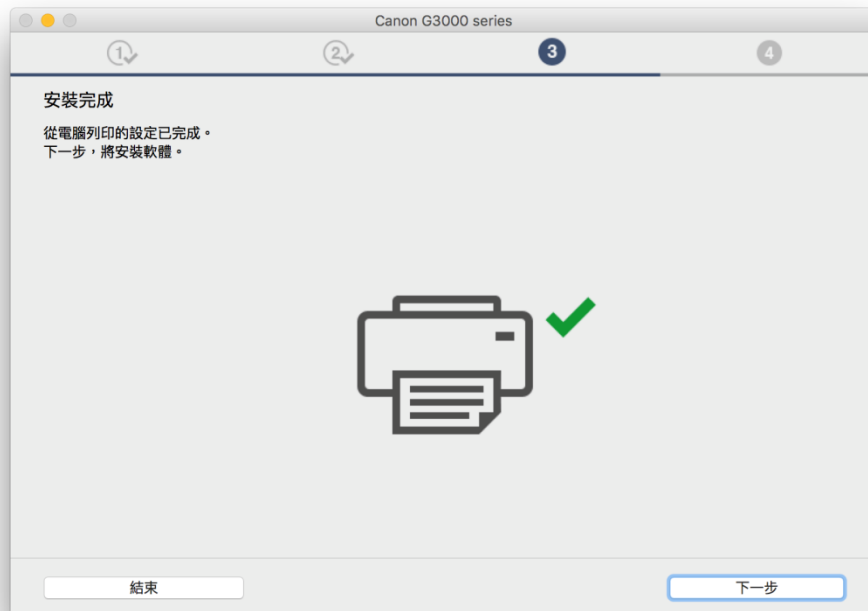 Canon G3000 series
1
2
3
4
安裝完成
從電腦列印的設定已完成。
下一步，將安裝軟體。
結束
下一步